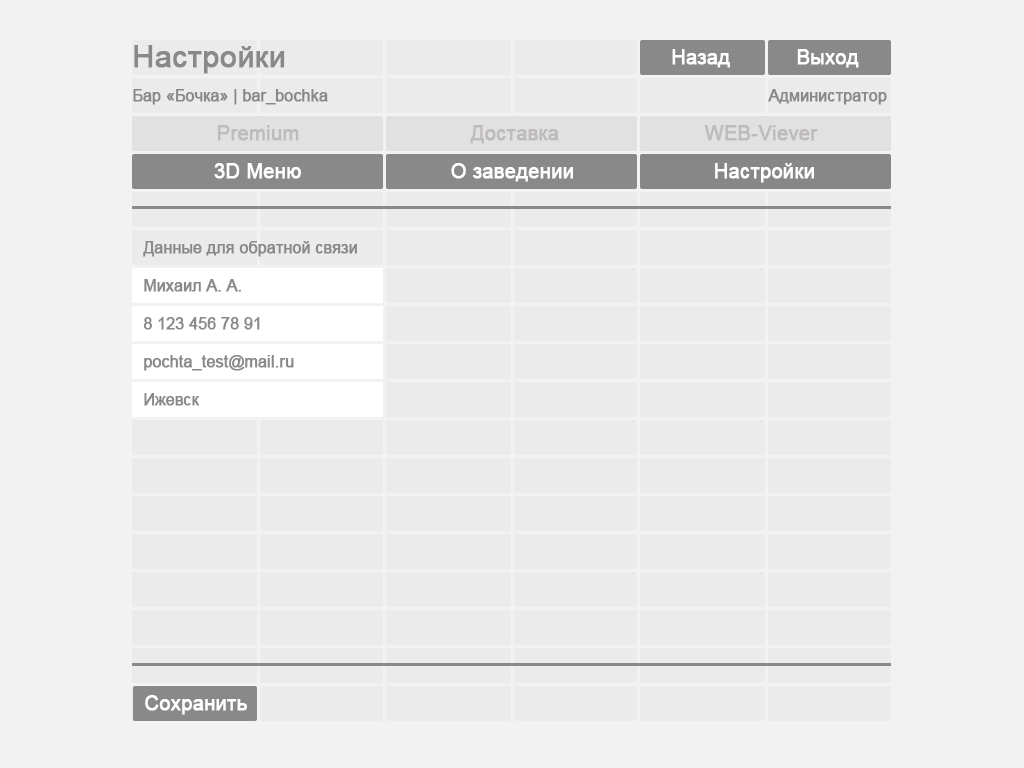 Настройки
Назад
Выход
Бар «Бочка» | bar_bochka
Администратор
Premium
Доставка
WEB-Viever
3D Меню
О заведении
Настройки
Данные для обратной связи
Михаил А. А.
8 123 456 78 91
pochta_test@mail.ru
Ижевск
Сохранить